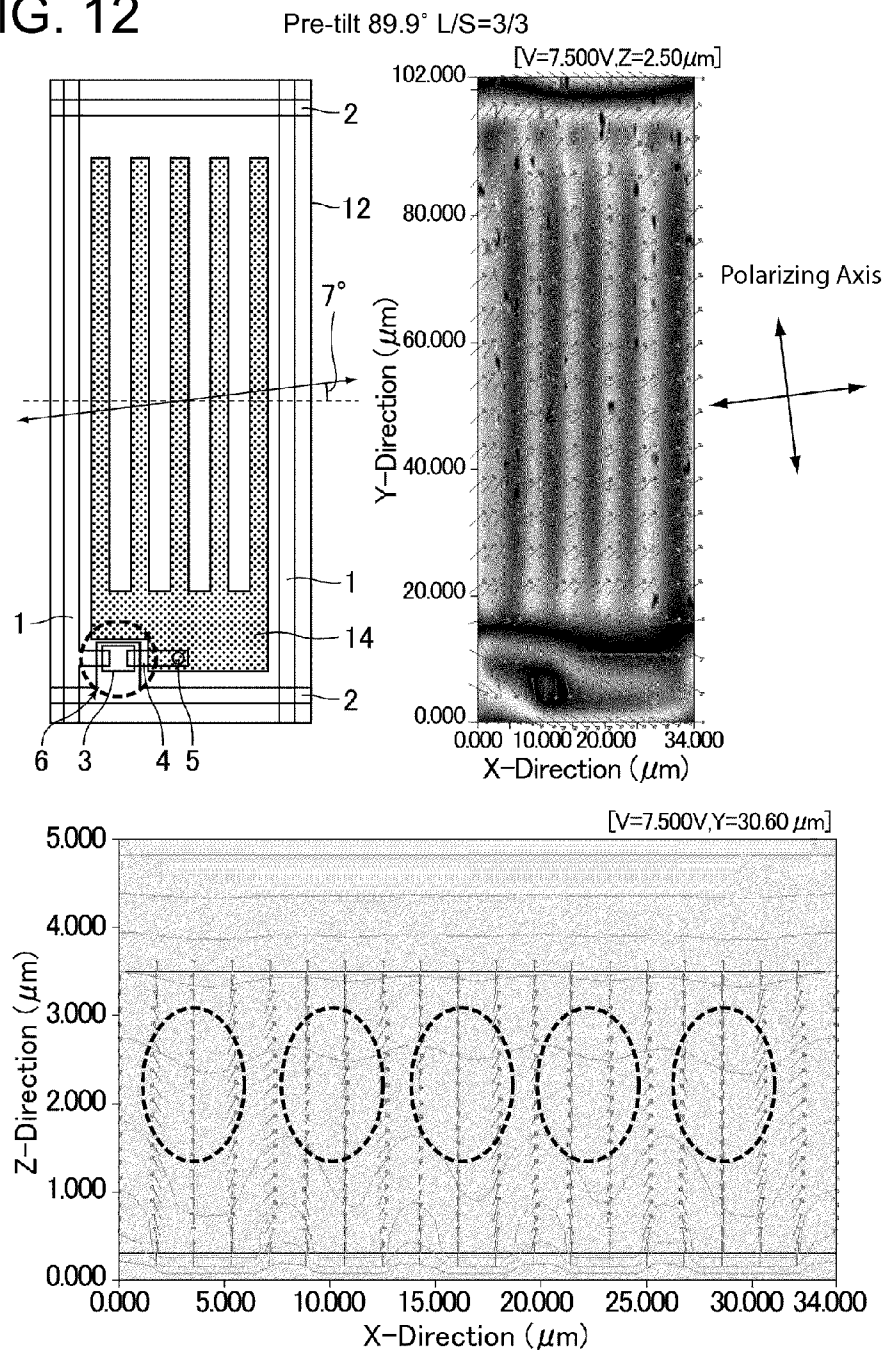 IG. 12
Pre-tilt 89.9° L/S=3/3
[V=7.500V,Z=2.50μm]
2
12
7°
1
1
14
2
6 3 4 5
102.000
80.000
60.000
40.000
20.000
0.000
Y-Direction (μm)
0.000 10.000 20.000 34.000
X-Direction (μm)
Polarizing Axis
[V=7.500V,Y=30.60 μm]
5.000
4.000
3.000
2.000
1.000
0.000
Z-Direction (μm)
0.000 5.000 10.000 15.000 20.000 25.000 30.000 34.000
X-Direction (μm)